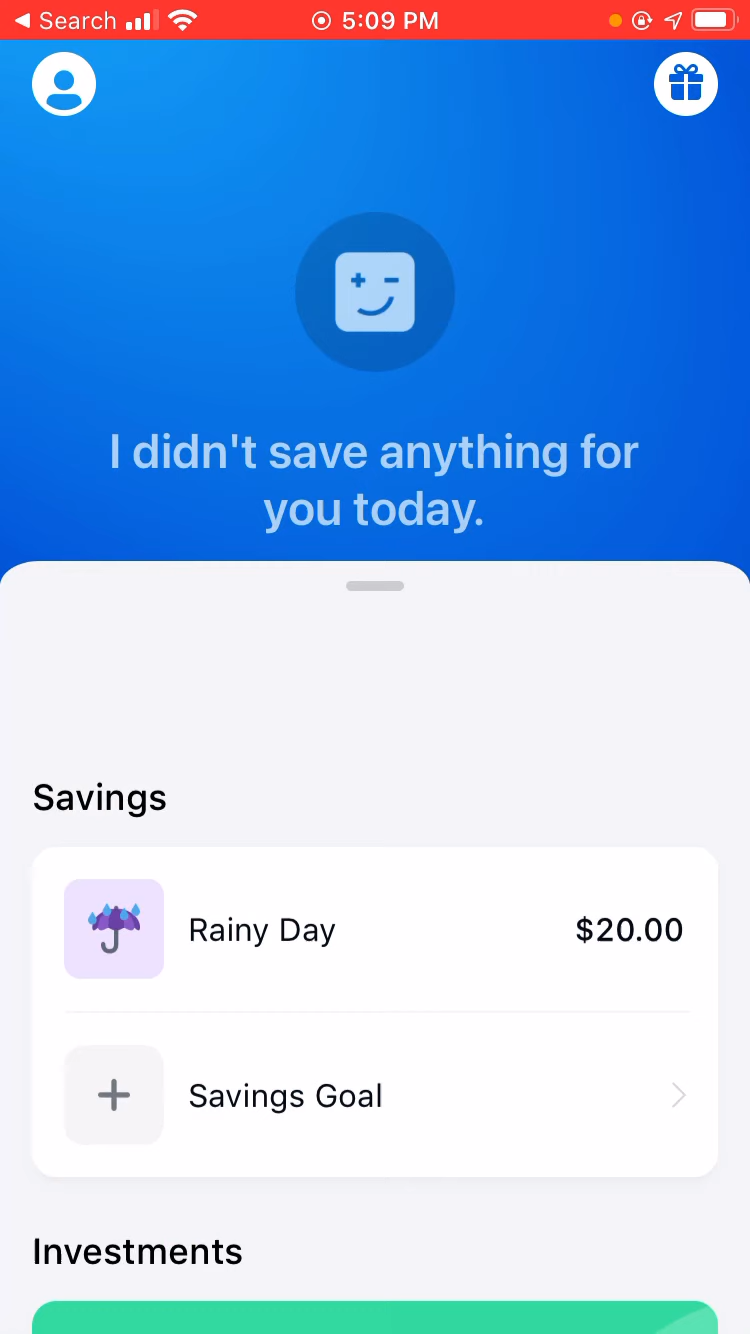 Search 5:09 PM
I didn't save anything for
you today.
Savings
Rainy Day $20.00
Savings Goal
Investments